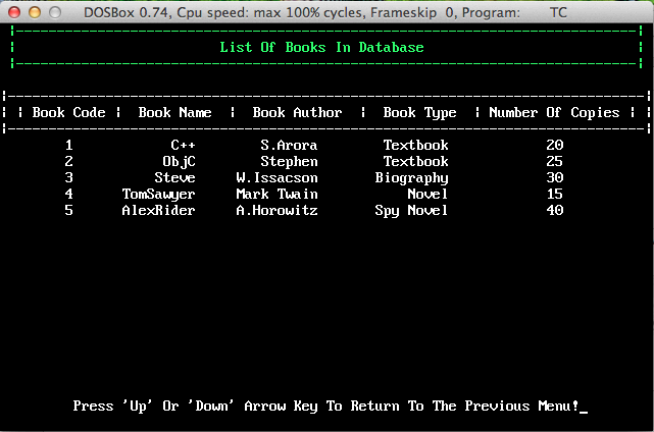 DOSBox 0.74, Cpu speed: max 100% cycles, Frameskip 0, Program: TC
List Of Books In Database
| | Book Code | Book Name | Book Author | Book Type | Number Of Copies | |
1 C++ S.Arora Textbook 20
2 ObjC Stephen Textbook 25
3 Steve W.Issacson Biography 30
4 TomSawyer Mark Twain Novel 15
5 AlexRider A.Horowitz Spy Novel 40
Press 'Up' Or 'Down' Arrow Key To Return To The Previous Menu!_